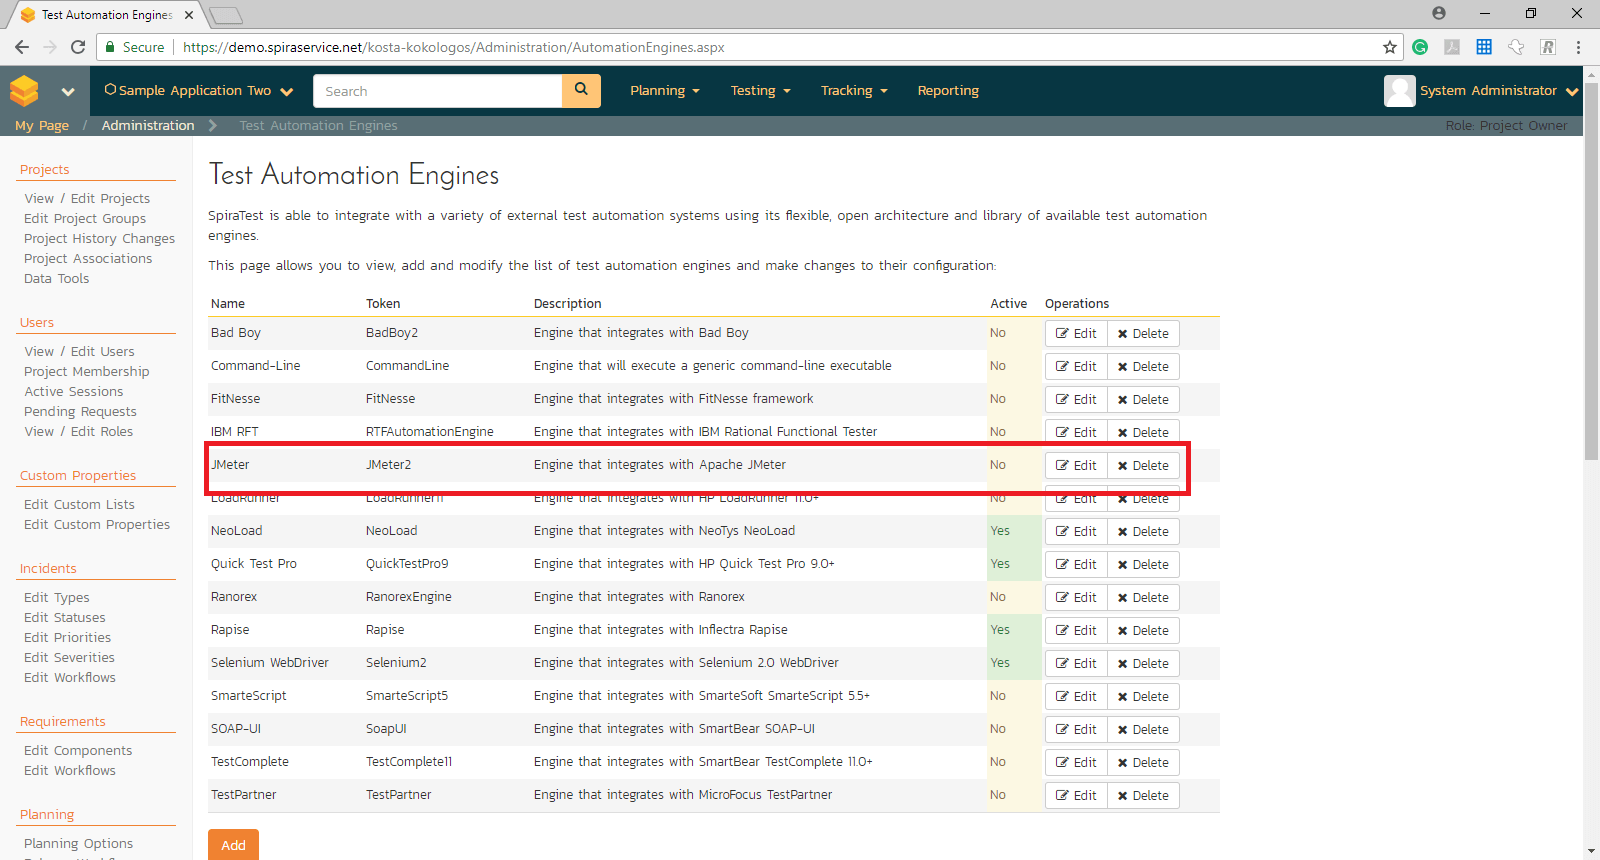 Test Automation Engines
Secure https://demo.spiraservice.net/kosta-kokologos/Administration/AutomationEngines.aspx
Sample Application Two Search Planning Testing Tracking Reporting System Administrator
My Page / Administration Test Automation Engines Role: Project Owner
Projects
View / Edit Projects
Edit Project Groups
Project History Changes
Project Associations
Data Tools
Users
View / Edit Users
Project Membership
Active Sessions
Pending Requests
View / Edit Roles
Custom Properties
Edit Custom Lists
Edit Custom Properties
Incidents
Edit Types
Edit Statuses
Edit Priorities
Edit Severities
Edit Workflows
Requirements
Edit Components
Edit Workflows
Planning
Planning Options
Test Automation Engines
SpiraTest is able to integrate with a variety of external test automation systems using its flexible, open architecture and library of available test automation
engines.
This page allows you to view, add and modify the list of test automation engines and make changes to their configuration:
Name Token Description Active Operations
Bad Boy BadBoy2 Engine that integrates with Bad Boy No Edit Delete
Command-Line CommandLine Engine that will execute a generic command-line executable No Edit Delete
FitNesse FitNesse Engine that integrates with FitNesse framework No Edit Delete
IBM RFT RTFAutomationEngine Engine that integrates with IBM Rational Functional Tester No Edit Delete
JMeter JMeter2 Engine that integrates with Apache JMeter No Edit Delete
LoadRunner LoadRunner11 Engine that integrates with HP LoadRunner 11.0+ No Edit Delete
NeoLoad NeoLoad Engine that integrates with NeoTys NeoLoad Yes Edit Delete
Quick Test Pro QuickTestPro9 Engine that integrates with HP Quick Test Pro 9.0+ Yes Edit Delete
Ranorex RanorexEngine Engine that integrates with Ranorex No Edit Delete
Rapise Rapise Engine that integrates with Inflectra Rapise Yes Edit Delete
Selenium WebDriver Selenium2 Engine that integrates with Selenium 2.0 WebDriver Yes Edit Delete
SmarteScript SmarteScript5 Engine that integrates with SmarteSoft SmarteScript 5.5+ No Edit Delete
SOAP-UI SoapUI Engine that integrates with SmartBear SOAP-UI No Edit Delete
TestComplete TestComplete11 Engine that integrates with SmartBear TestComplete 11.0+ No Edit Delete
TestPartner TestPartner Engine that integrates with MicroFocus TestPartner No Edit Delete
Add